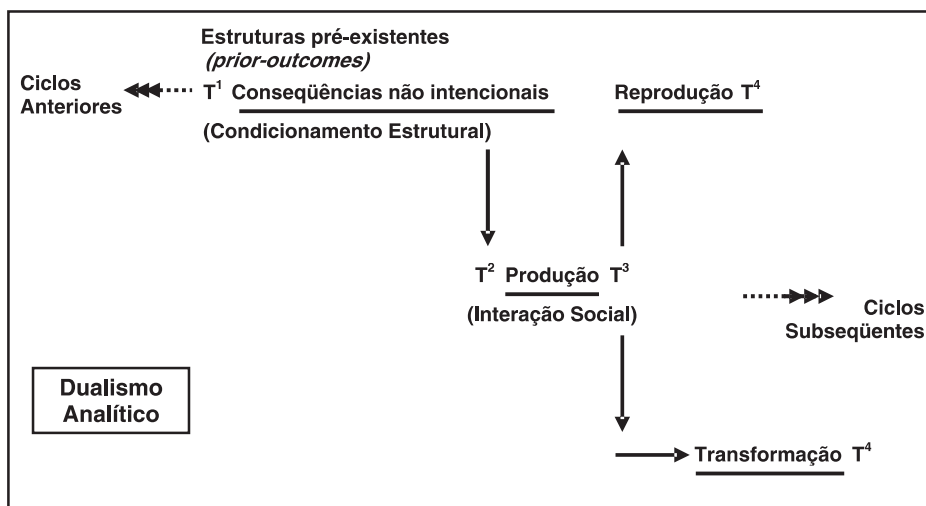 Estruturas pré-existentes
(prior-outcomes)
Ciclos
Anteriores
T¹ Conseqüências não intencionais
Reprodução T⁴
(Condicionamento Estrutural)
T² Produção T³
(Interação Social)
Ciclos
Subseqüentes
Dualismo
Analítico
Transformação T⁴